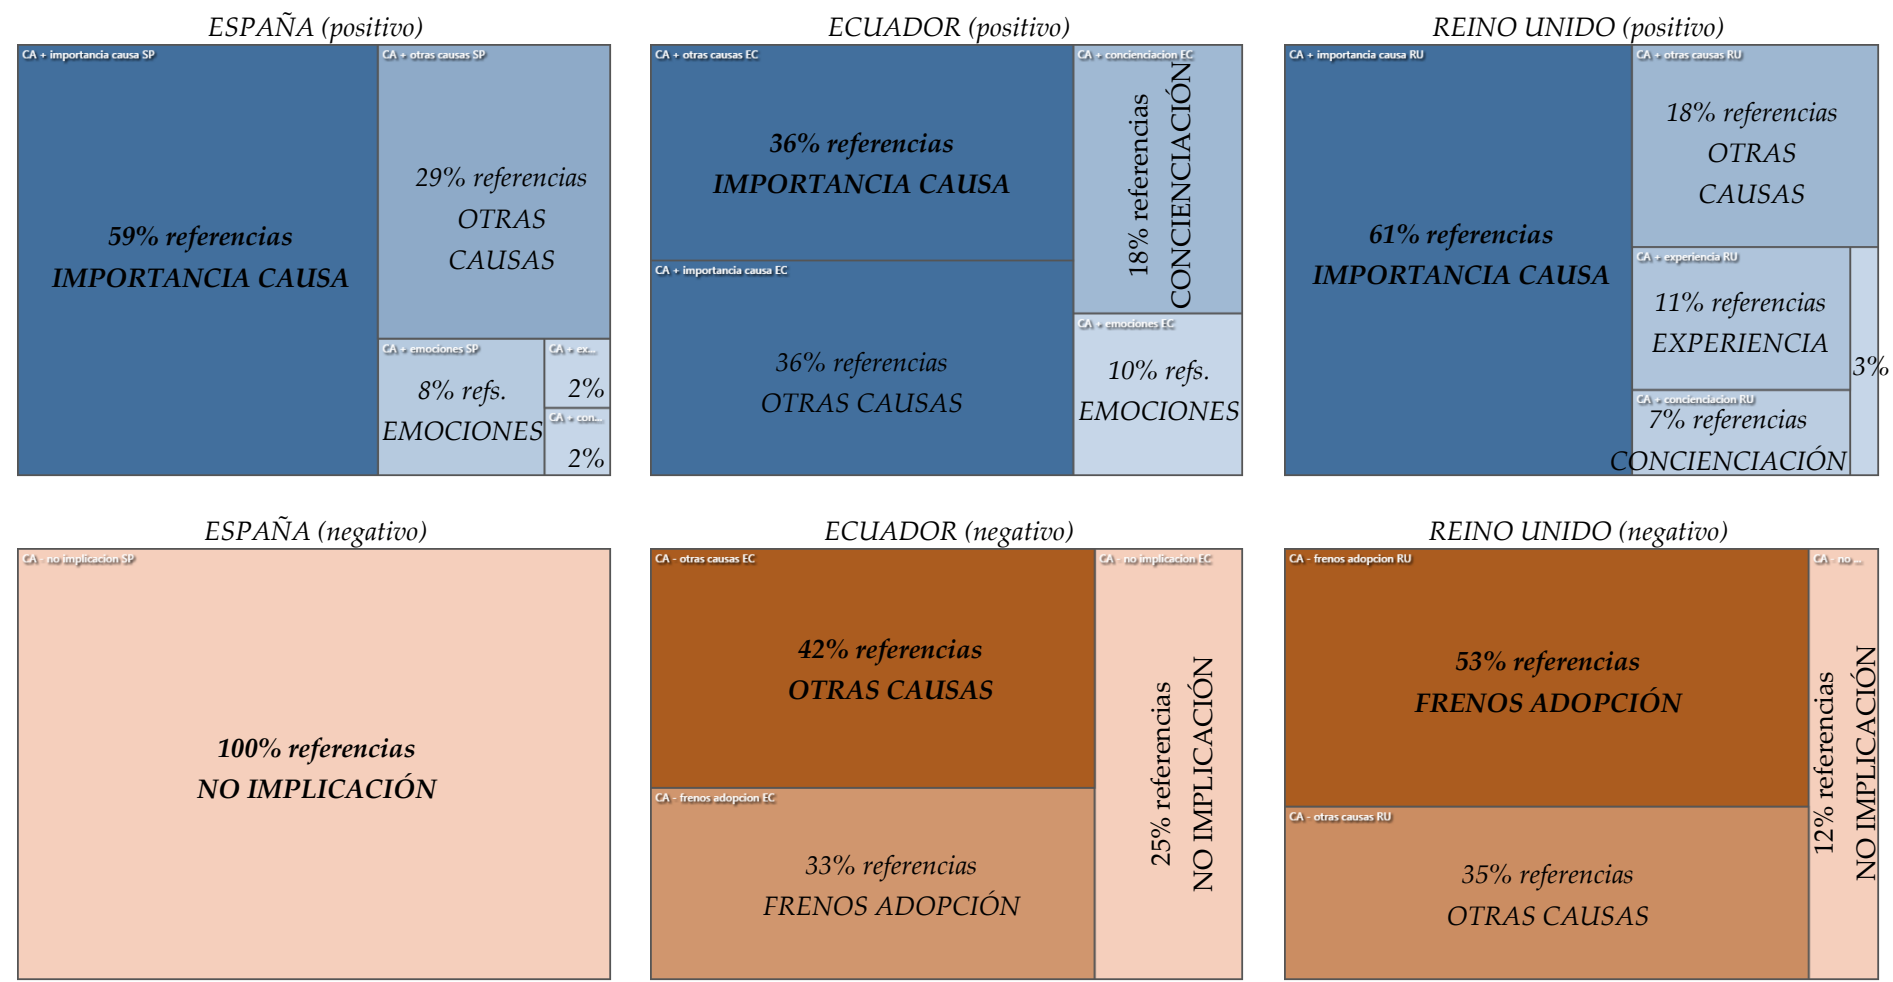 ESPAÑA (positivo)
CA + importancia causa SP
59% referencias
IMPORTANCIA CAUSA
CA + otras causas SP
29% referencias
OTRAS
CAUSAS
CA + emociones SP
8% refs.
EMOCIONES
CA + ex...
2%
CA + con...
2%
ECUADOR (positivo)
CA + otras causas EC
36% referencias
IMPORTANCIA CAUSA
CA + importancia causa EC
36% referencias
OTRAS CAUSAS
CA + concienciacion EC
18% referencias
CONCIENCIACIÓN
CA + emociones EC
10% refs.
EMOCIONES
REINO UNIDO (positivo)
CA + importancia causa RU
61% referencias
IMPORTANCIA CAUSA
CA + otras causas RU
18% referencias
OTRAS
CAUSAS
CA + experiencia RU
11% referencias
EXPERIENCIA
3%
CA + concienciacion RU
7% referencias
CONCIENCIACIÓN
ESPAÑA (negativo)
CA - no implicacion SP
100% referencias
NO IMPLICACIÓN
ECUADOR (negativo)
CA - otras causas EC
42% referencias
OTRAS CAUSAS
CA - frenos adopcion EC
33% referencias
FRENOS ADOPCIÓN
CA - no implicacion EC
25% referencias
NO IMPLICACIÓN
REINO UNIDO (negativo)
CA - frenos adopcion RU
53% referencias
FRENOS ADOPCIÓN
CA - otras causas RU
35% referencias
OTRAS CAUSAS
CA - no ...
12% referencias
NO IMPLICACIÓN